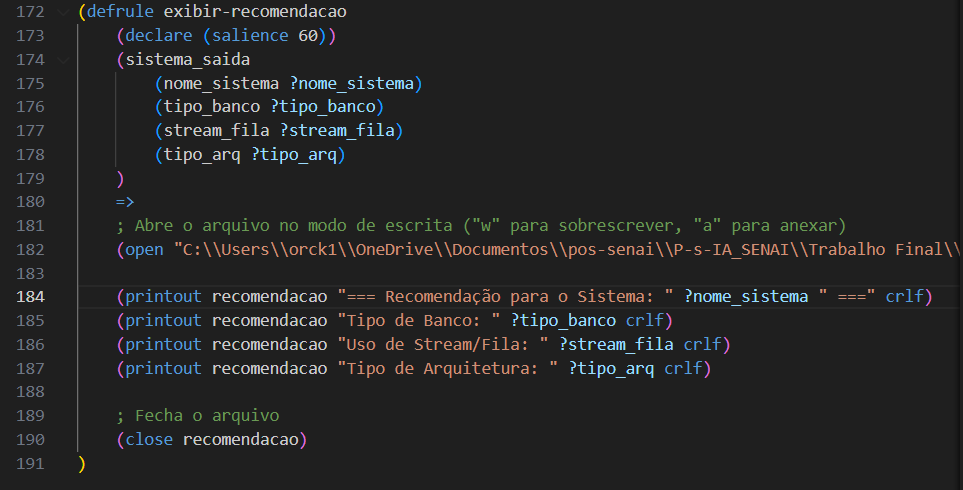 172 (defrule exibir-recomendacao
173     (declare (salience 60))
174     (sistema_saida
175         (nome_sistema ?nome_sistema)
176         (tipo_banco ?tipo_banco)
177         (stream_fila ?stream_fila)
178         (tipo_arq ?tipo_arq)
179     )
180     =>
181     ; Abre o arquivo no modo de escrita ("w" para sobrescrever, "a" para anexar)
182     (open "C:\\Users\\orck1\\OneDrive\\Documentos\\pos-senai\\P-s-IA_SENAI\\Trabalho Final\\
183
184     (printout recomendacao "=== Recomendação para o Sistema: " ?nome_sistema " ===" crlf)
185     (printout recomendacao "Tipo de Banco: " ?tipo_banco crlf)
186     (printout recomendacao "Uso de Stream/Fila: " ?stream_fila crlf)
187     (printout recomendacao "Tipo de Arquitetura: " ?tipo_arq crlf)
188
189     ; Fecha o arquivo
190     (close recomendacao)
191 )